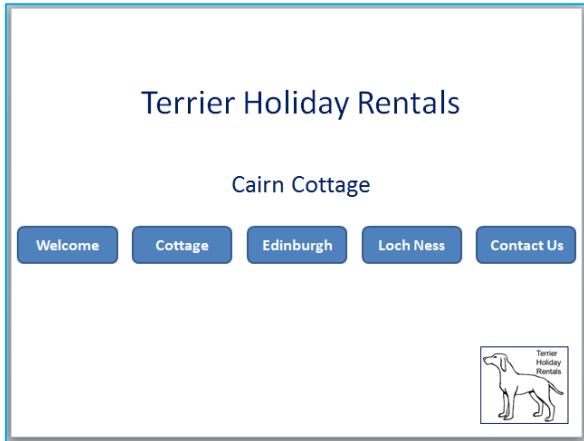 Terrier Holiday Rentals
Cairn Cottage
Welcome Cottage Edinburgh Loch Ness Contact Us
Terrier
Holiday
Rentals